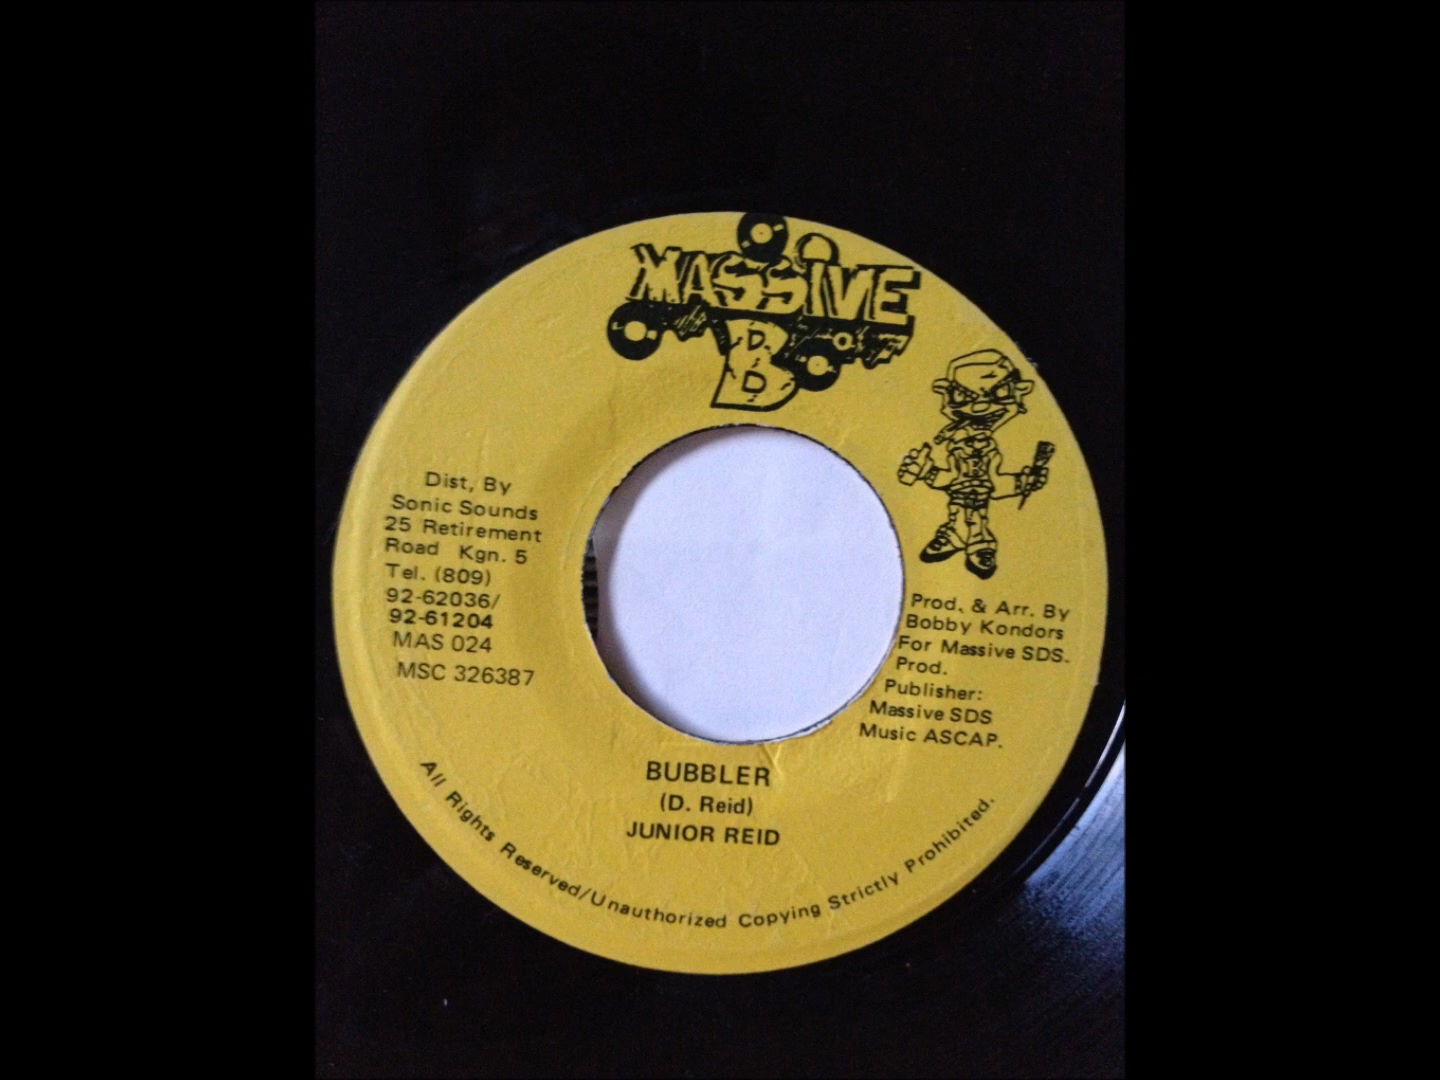 MASSIVE
B
Dist, By
Sonic Sounds
25 Retirement
Road Kgn. 5
Tel. (809)
92-62036/
92-61204
MAS 024
MSC 326387
Prod. & Arr. By
Bobby Kondors
For Massive SDS.
Prod.
Publisher:
Massive SDS
Music ASCAP.
BUBBLER
(D. Reid)
JUNIOR REID
All Rights Reserved/Unauthorized Copying Strictly Prohibited.